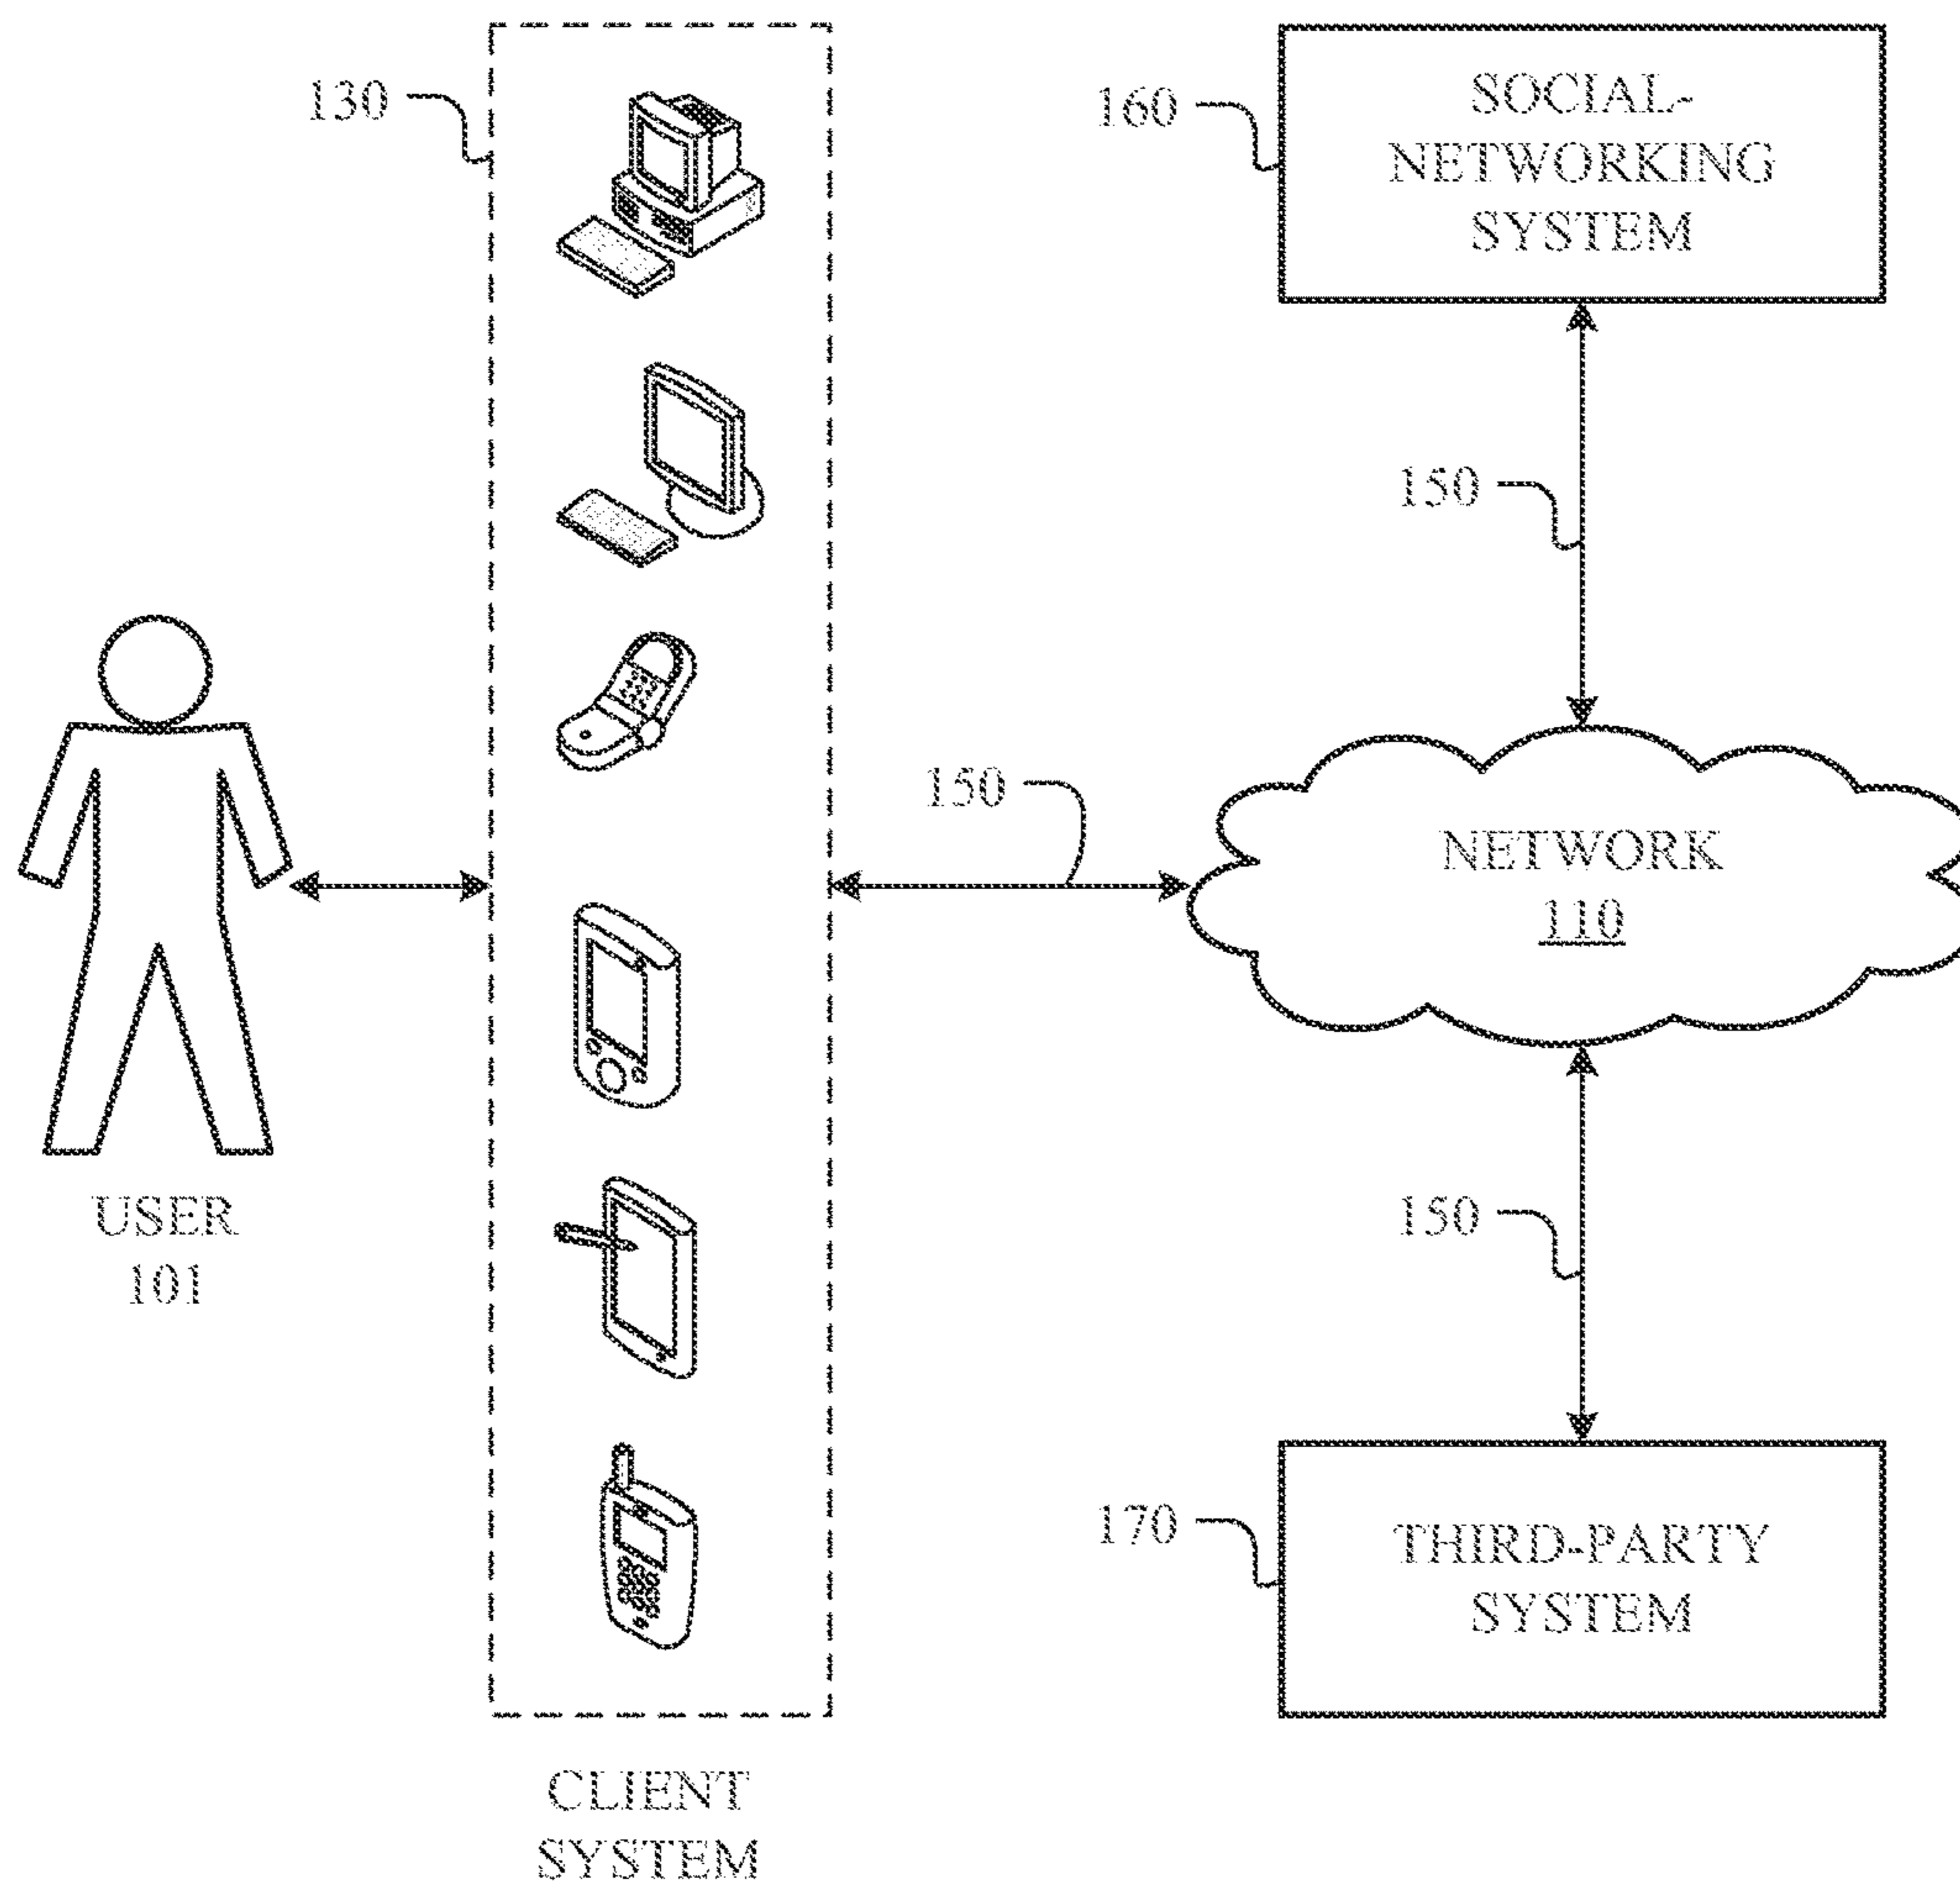 130
160
SOCIAL-
NETWORKING
SYSTEM
150
150
NETWORK
110
USER
101
150
170
THIRD-PARTY
SYSTEM
CLIENT
SYSTEM